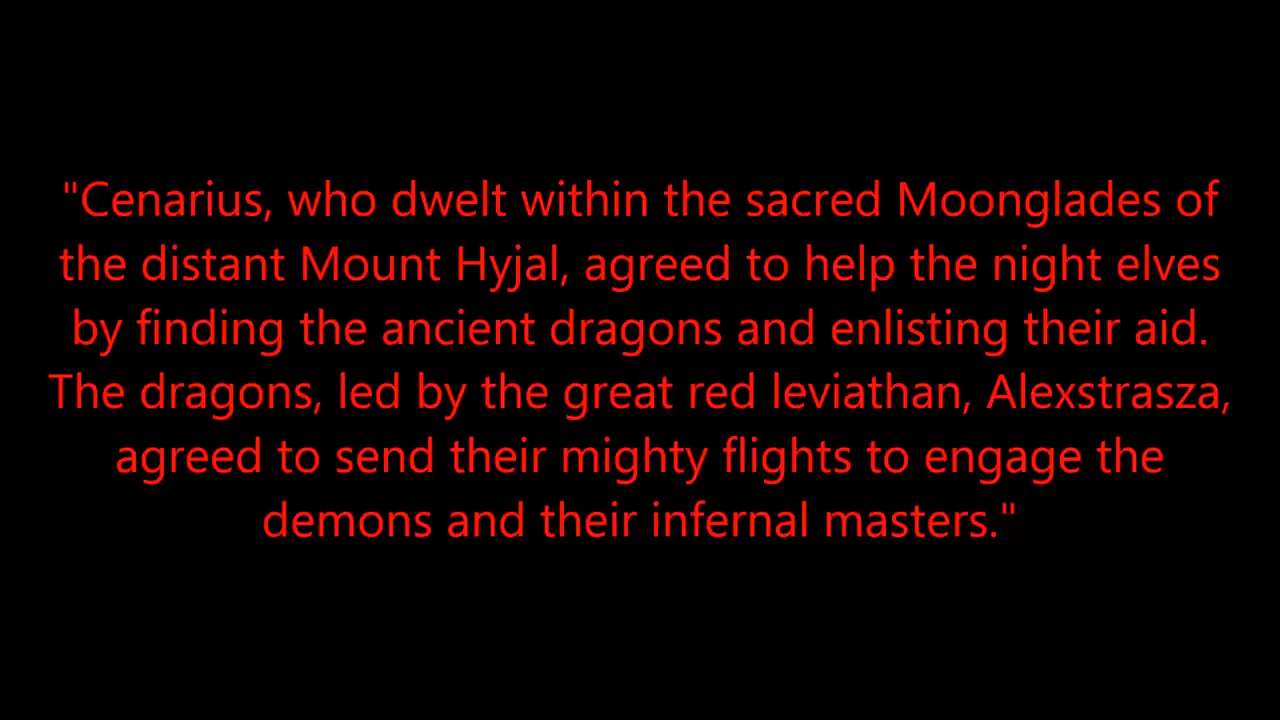 "Cenarius, who dwelt within the sacred Moonglades of
the distant Mount Hyjal, agreed to help the night elves
by finding the ancient dragons and enlisting their aid.
The dragons, led by the great red leviathan, Alexstrasza,
agreed to send their mighty flights to engage the
demons and their infernal masters."